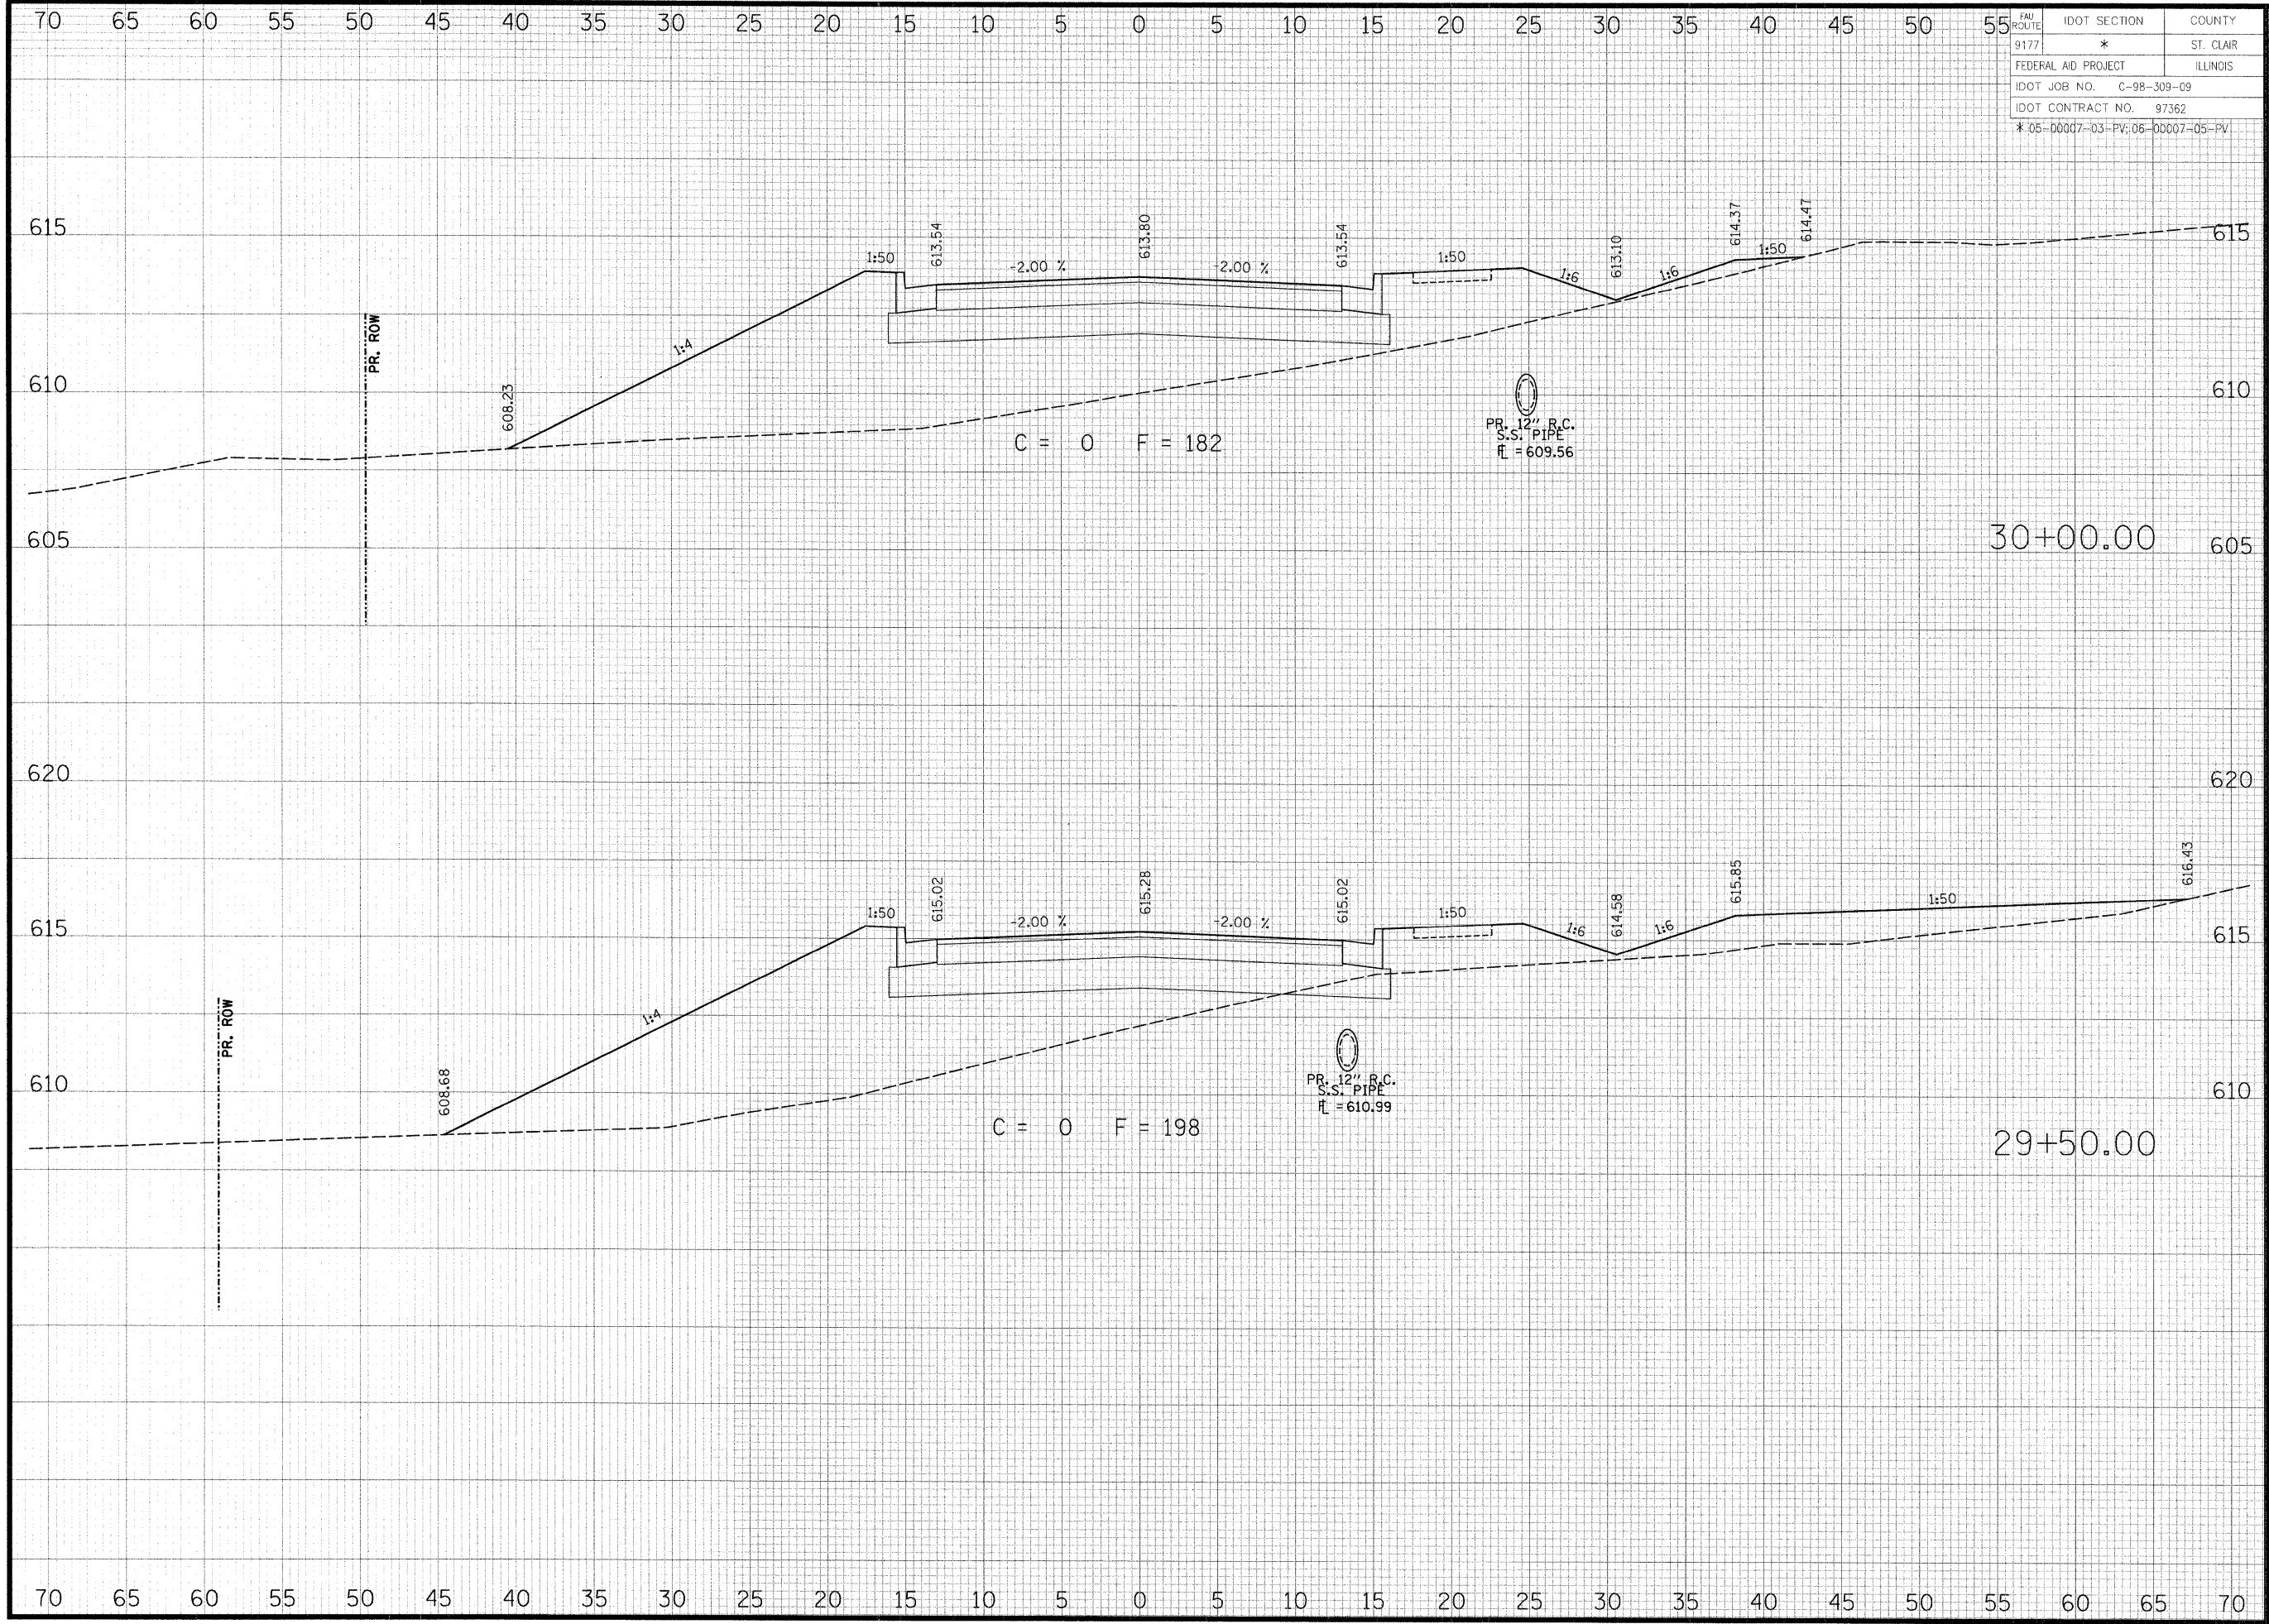 70 65 60 55 50 45 40 35 30 25 20 15 10 5 0 5 10 15 20 25 30 35 40 45 50 55
FAU ROUTE IDOT SECTION COUNTY
9177 * ST. CLAIR
FEDERAL AID PROJECT ILLINOIS
IDOT JOB NO. C-98-309-09
IDOT CONTRACT NO. 97362
* 05-00007-03-PV; 06-00007-05-PV
615 1:50 613.54 -2.00 % 613.80 -2.00 % 613.54 1:50 1:6 613.10 1:6 614.37 1:50 614.47 615
PR. ROW
1:4
610 608.23 610
C = 0 F = 182
PR. 12" R.C.
S.S. PIPE
FL = 609.56
30+00.00
605 605
620 620
615 1:50 615.02 -2.00 % 615.28 -2.00 % 615.02 1:50 1:6 614.58 1:6 615.85 1:50 616.43 615
PR. ROW
1:4
610 608.68 610
PR. 12" R.C.
S.S. PIPE
FL = 610.99
C = 0 F = 198
29+50.00
70 65 60 55 50 45 40 35 30 25 20 15 10 5 0 5 10 15 20 25 30 35 40 45 50 55 60 65 70